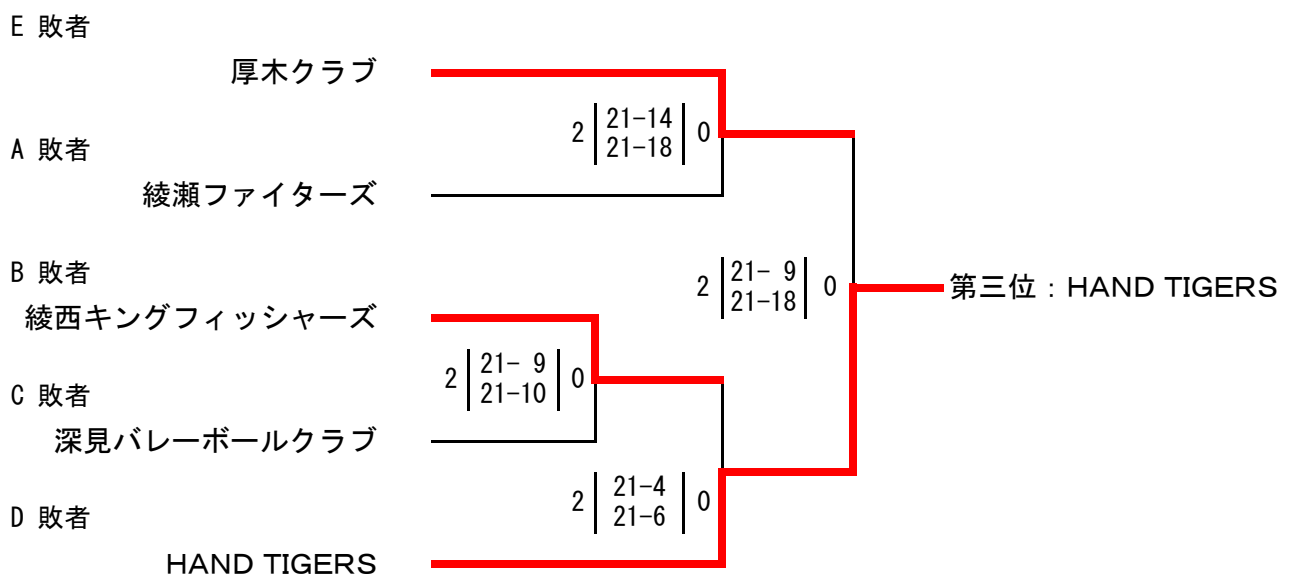 E 敗者
厚木クラブ
2 21-14 0
21-18
A 敗者
綾瀬ファイターズ
B 敗者
2 21- 9 0
21-18
第三位：HAND TIGERS
綾西キングフィッシャーズ
2 21- 9 0
21-10
C 敗者
深見バレーボールクラブ
2 21-4 0
21-6
D 敗者
HAND TIGERS